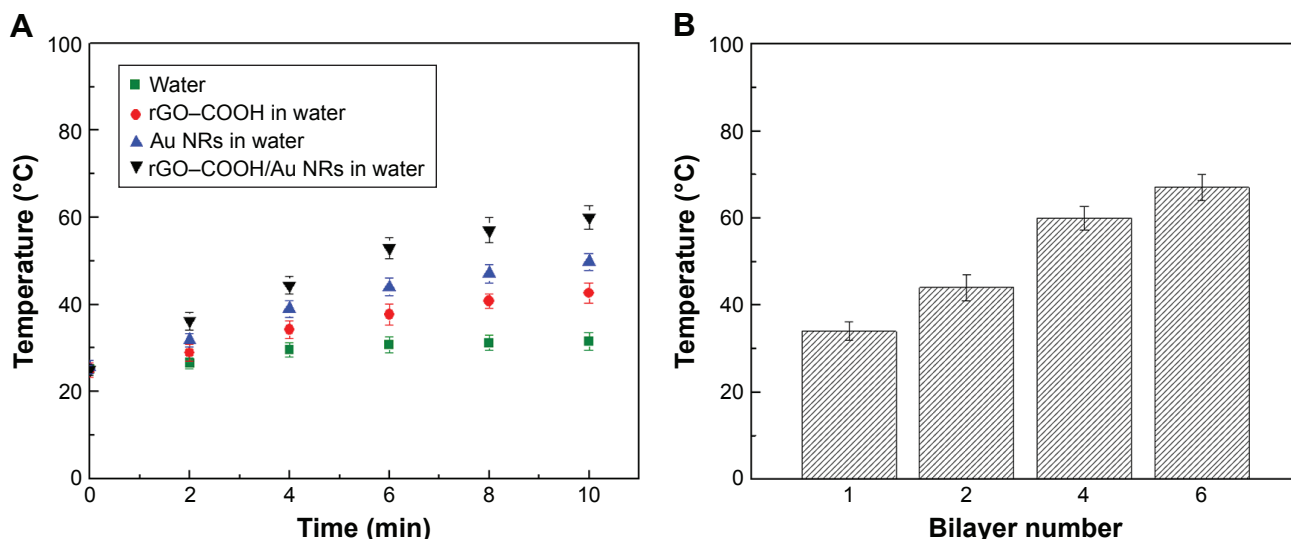 A
100
80
60
40
20
0
Temperature (°C)
Water
rGO–COOH in water
Au NRs in water
rGO–COOH/Au NRs in water
0 2 4 6 8 10
Time (min)
B
100
80
60
40
20
0
Temperature (°C)
1 2 4 6
Bilayer number